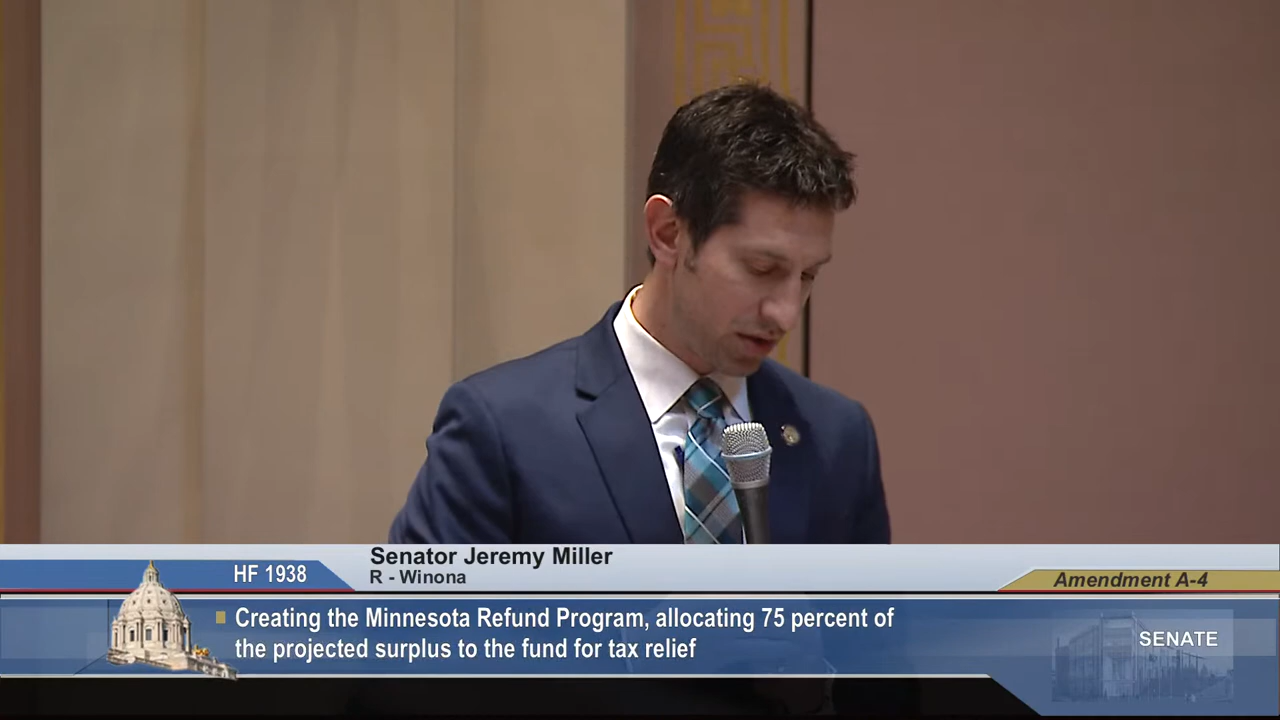 Senator Jeremy Miller
HF 1938
R - Winona
Amendment A-4
Creating the Minnesota Refund Program, allocating 75 percent of
the projected surplus to the fund for tax relief
SENATE